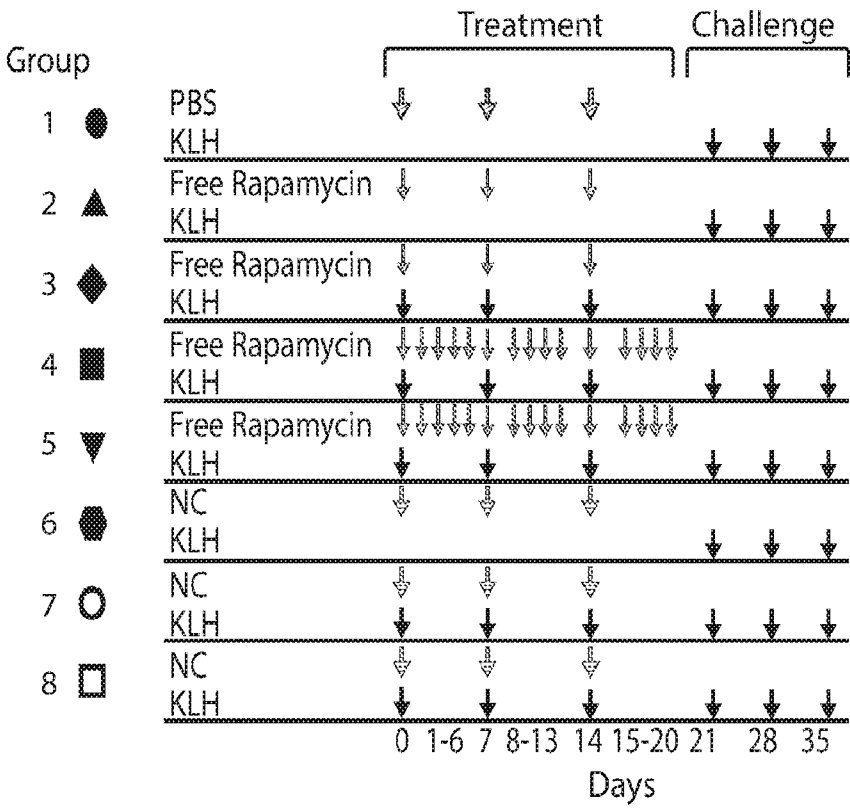 Treatment Challenge
Group
1 PBS
KLH
2 Free Rapamycin
KLH
3 Free Rapamycin
KLH
4 Free Rapamycin
KLH
5 Free Rapamycin
KLH
6 NC
KLH
7 NC
KLH
8 NC
KLH
0 1-6 7 8-13 14 15-20 21 28 35
Days